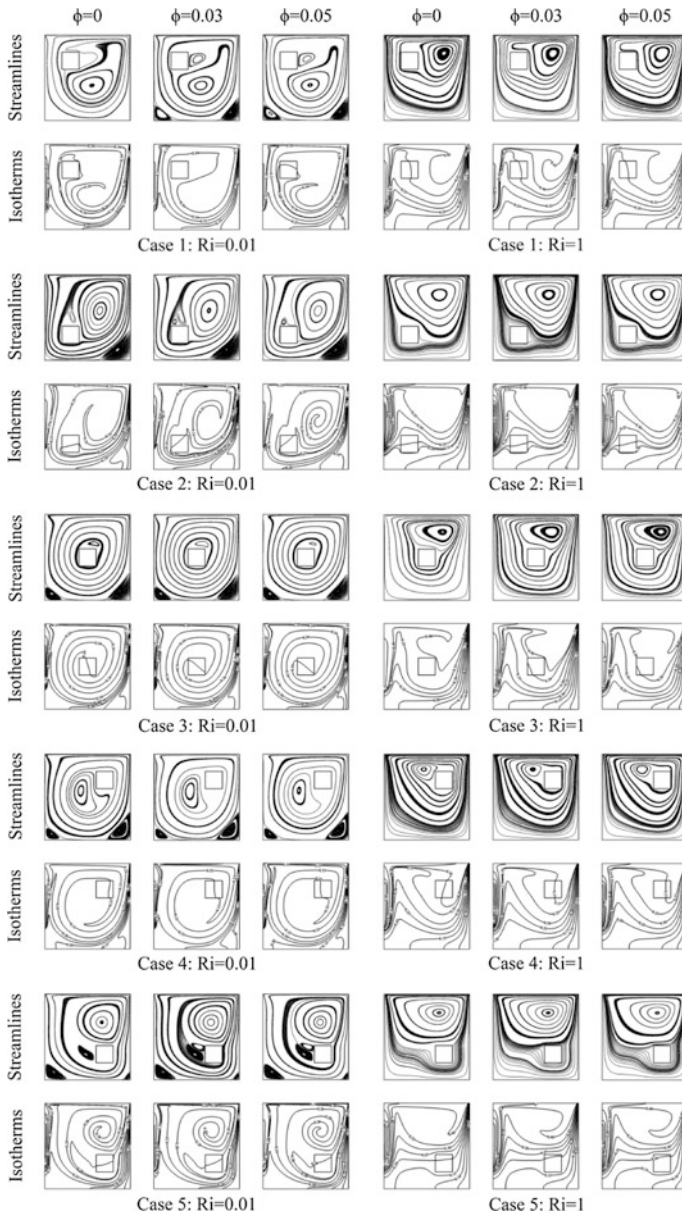 ϕ=0 ϕ=0.03 ϕ=0.05 ϕ=0 ϕ=0.03 ϕ=0.05
Streamlines
Isotherms
Case 1: Ri=0.01 Case 1: Ri=1
Streamlines
Isotherms
Case 2: Ri=0.01 Case 2: Ri=1
Streamlines
Isotherms
Case 3: Ri=0.01 Case 3: Ri=1
Streamlines
Isotherms
Case 4: Ri=0.01 Case 4: Ri=1
Streamlines
Isotherms
Case 5: Ri=0.01 Case 5: Ri=1